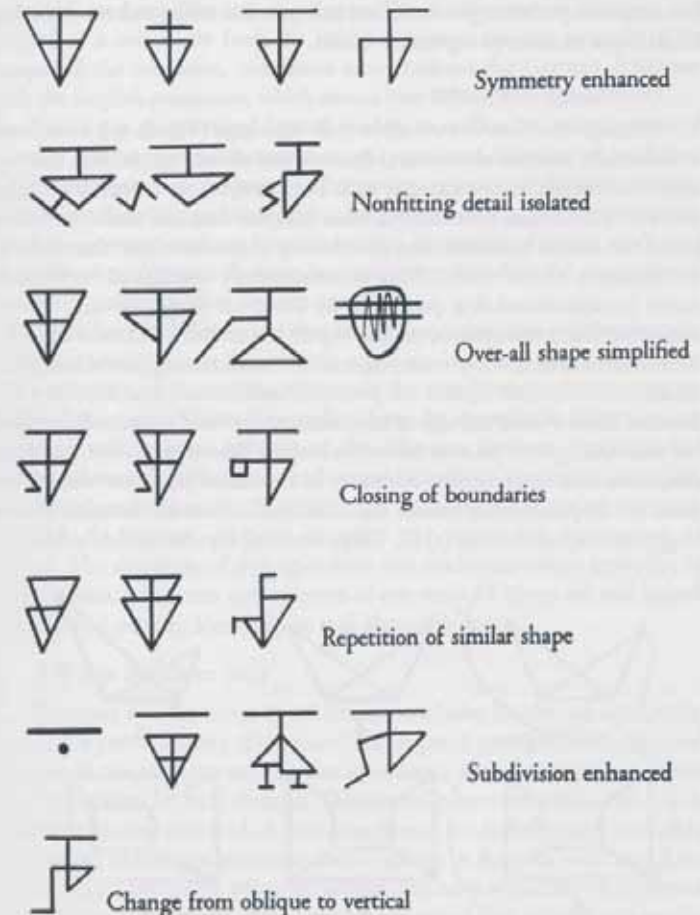 Symmetry enhanced
Nonfitting detail isolated
Over-all shape simplified
Closing of boundaries
Repetition of similar shape
Subdivision enhanced
Change from oblique to vertical